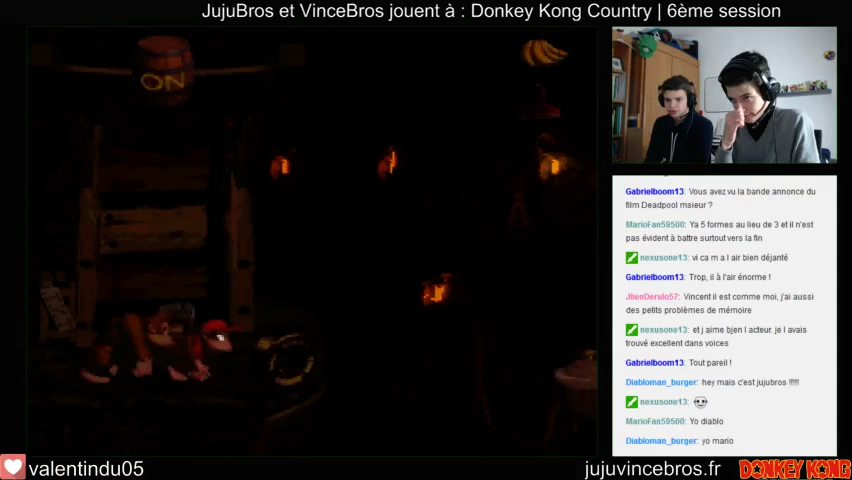 JujuBros et VinceBros jouent à : Donkey Kong Country | 6ème session
ON
Gabrielboom13: Vous avez vu la bande annonce du
film Deadpool msieur ?
MarioFan59500: Ya 5 formes au lieu de 3 et il n'est
pas évident à battre surtout vers la fin
nexusone13: vi ca m a l air bien déjanté
Gabrielboom13: Trop, il à l'air énorme !
JlienDerulo57: Vincent il est comme moi, j'ai aussi
des petits problèmes de mémoire
nexusone13: et j aime bjen l acteur. je l avais
trouvé excellent dans voices
Gabrielboom13: Tout pareil !
Diabloman_burger: hey mais c'est jujubros !!!!!
nexusone13:
MarioFan59500: Yo diablo
Diabloman_burger: yo mario
valentindu05
jujuvincebros.fr
DONKEY KONG